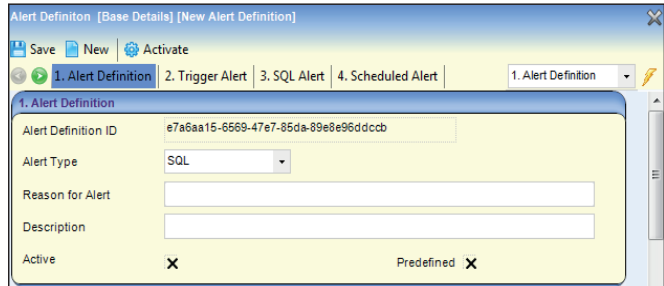 Alert Definiton [Base Details] [New Alert Definition]
Save New Activate
1. Alert Definition 2. Trigger Alert 3. SQL Alert 4. Scheduled Alert 1. Alert Definition
1. Alert Definition
Alert Definition ID e7a6aa15-6569-47e7-85da-89e8e96ddccb
Alert Type SQL
Reason for Alert
Description
Active Predefined